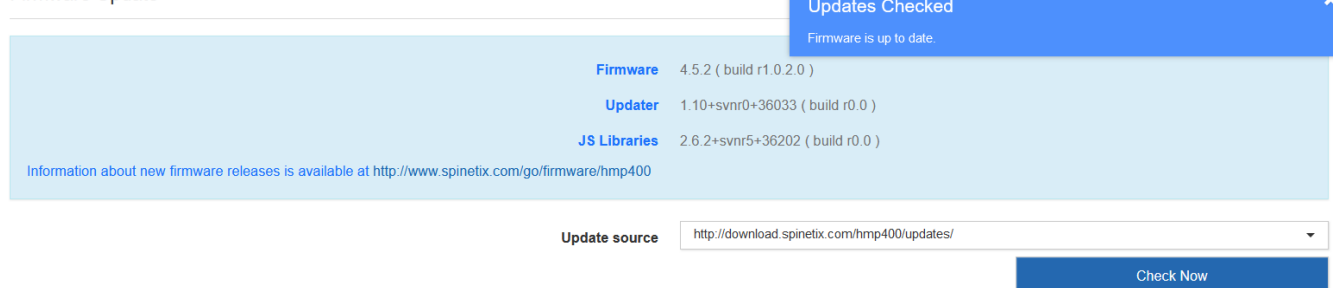 Updates Checked
Firmware is up to date.
Firmware 4.5.2 ( build r1.0.2.0 )
Updater 1.10+svnr0+36033 ( build r0.0 )
JS Libraries 2.6.2+svnr5+36202 ( build r0.0 )
Information about new firmware releases is available at http://www.spinetix.com/go/firmware/hmp400
Update source http://download.spinetix.com/hmp400/updates/
Check Now